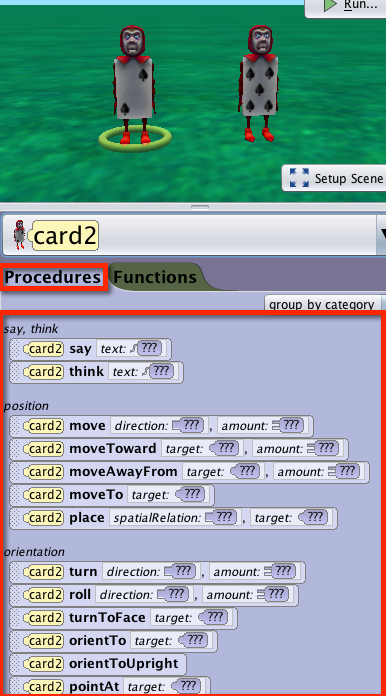 Run...
Setup Scene
card2
Procedures Functions
group by category
say, think
card2 say text: ???
card2 think text: ???
position
card2 move direction: ???, amount: ???
card2 moveToward target: ???, amount: ???
card2 moveAwayFrom target: ???, amount: ???
card2 moveTo target: ???
card2 place spatialRelation: ???, target: ???
orientation
card2 turn direction: ???, amount: ???
card2 roll direction: ???, amount: ???
card2 turnToFace target: ???
card2 orientTo target: ???
card2 orientToUpright
card2 pointAt target: ???